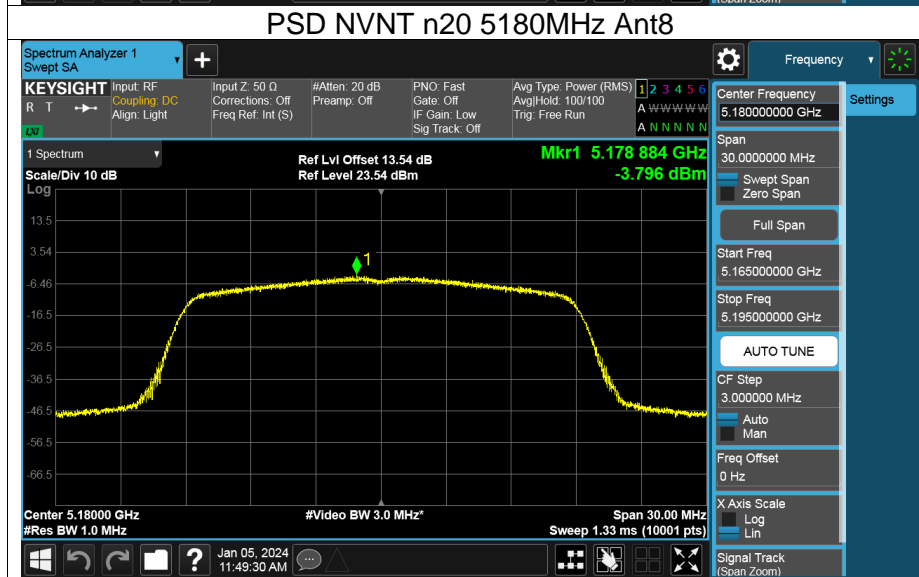 (Span Zoom)
PSD NVNT n20 5180MHz Ant8
Spectrum Analyzer 1
Swept SA
+
Frequency
KEYSIGHT
R T
LXI
Input: RF
Coupling: DC
Align: Light
Input Z: 50 Ω
Corrections: Off
Freq Ref: Int (S)
#Atten: 20 dB
Preamp: Off
PNO: Fast
Gate: Off
IF Gain: Low
Sig Track: Off
Avg Type: Power (RMS)
Avg|Hold: 100/100
Trig: Free Run
1 2 3 4 5 6
A W W W W W
A N N N N N
1 Spectrum
Scale/Div 10 dB
Ref Lvl Offset 13.54 dB
Ref Level 23.54 dBm
Mkr1 5.178 884 GHz
-3.796 dBm
Log
13.5
3.54
-6.46
-16.5
-26.5
-36.5
-46.5
-56.5
-66.5
1
Center 5.18000 GHz
#Res BW 1.0 MHz
#Video BW 3.0 MHz*
Span 30.00 MHz
Sweep 1.33 ms (10001 pts)
Center Frequency
5.180000000 GHz
Settings
Span
30.0000000 MHz
Swept Span
Zero Span
Full Span
Start Freq
5.165000000 GHz
Stop Freq
5.195000000 GHz
AUTO TUNE
CF Step
3.000000 MHz
Auto
Man
Freq Offset
0 Hz
X Axis Scale
Log
Lin
Signal Track
(Span Zoom)
?
Jan 05, 2024
11:49:30 AM